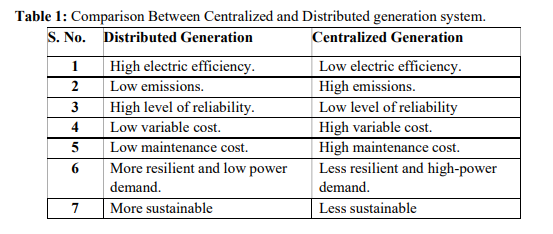 Table 1: Comparison Between Centralized and Distributed generation system.
S. No. Distributed Generation Centralized Generation
1 High electric efficiency. Low electric efficiency.
2 Low emissions. High emissions.
3 High level of reliability. Low level of reliability
4 Low variable cost. High variable cost.
5 Low maintenance cost. High maintenance cost.
6 More resilient and low power Less resilient and high-power
demand. demand.
7 More sustainable Less sustainable